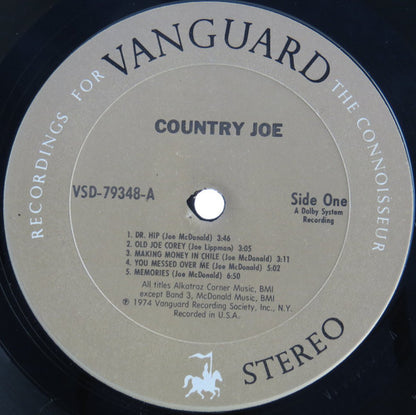 RECORDINGS FOR VANGUARD THE CONNOISSEUR
COUNTRY JOE
VSD-79348-A
Side One
A Dolby System
Recording
1. DR. HIP (Joe McDonald) 3:46
2. OLD JOE COREY (Joe Lippman) 3:05
3. MAKING MONEY IN CHILE (Joe McDonald) 3:11
4. YOU MESSED OVER ME (Joe McDonald) 5:02
5. MEMORIES (Joe McDonald) 6:50
All titles Alkatraz Corner Music, BMI
except Band 3, McDonald Music, BMI
℗ 1974 Vanguard Recording Society, Inc., N.Y.
Recorded in U.S.A.
STEREO